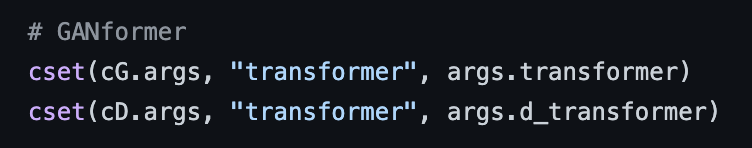 # GANformer
cset(cG.args, "transformer", args.transformer)
cset(cD.args, "transformer", args.d_transformer)